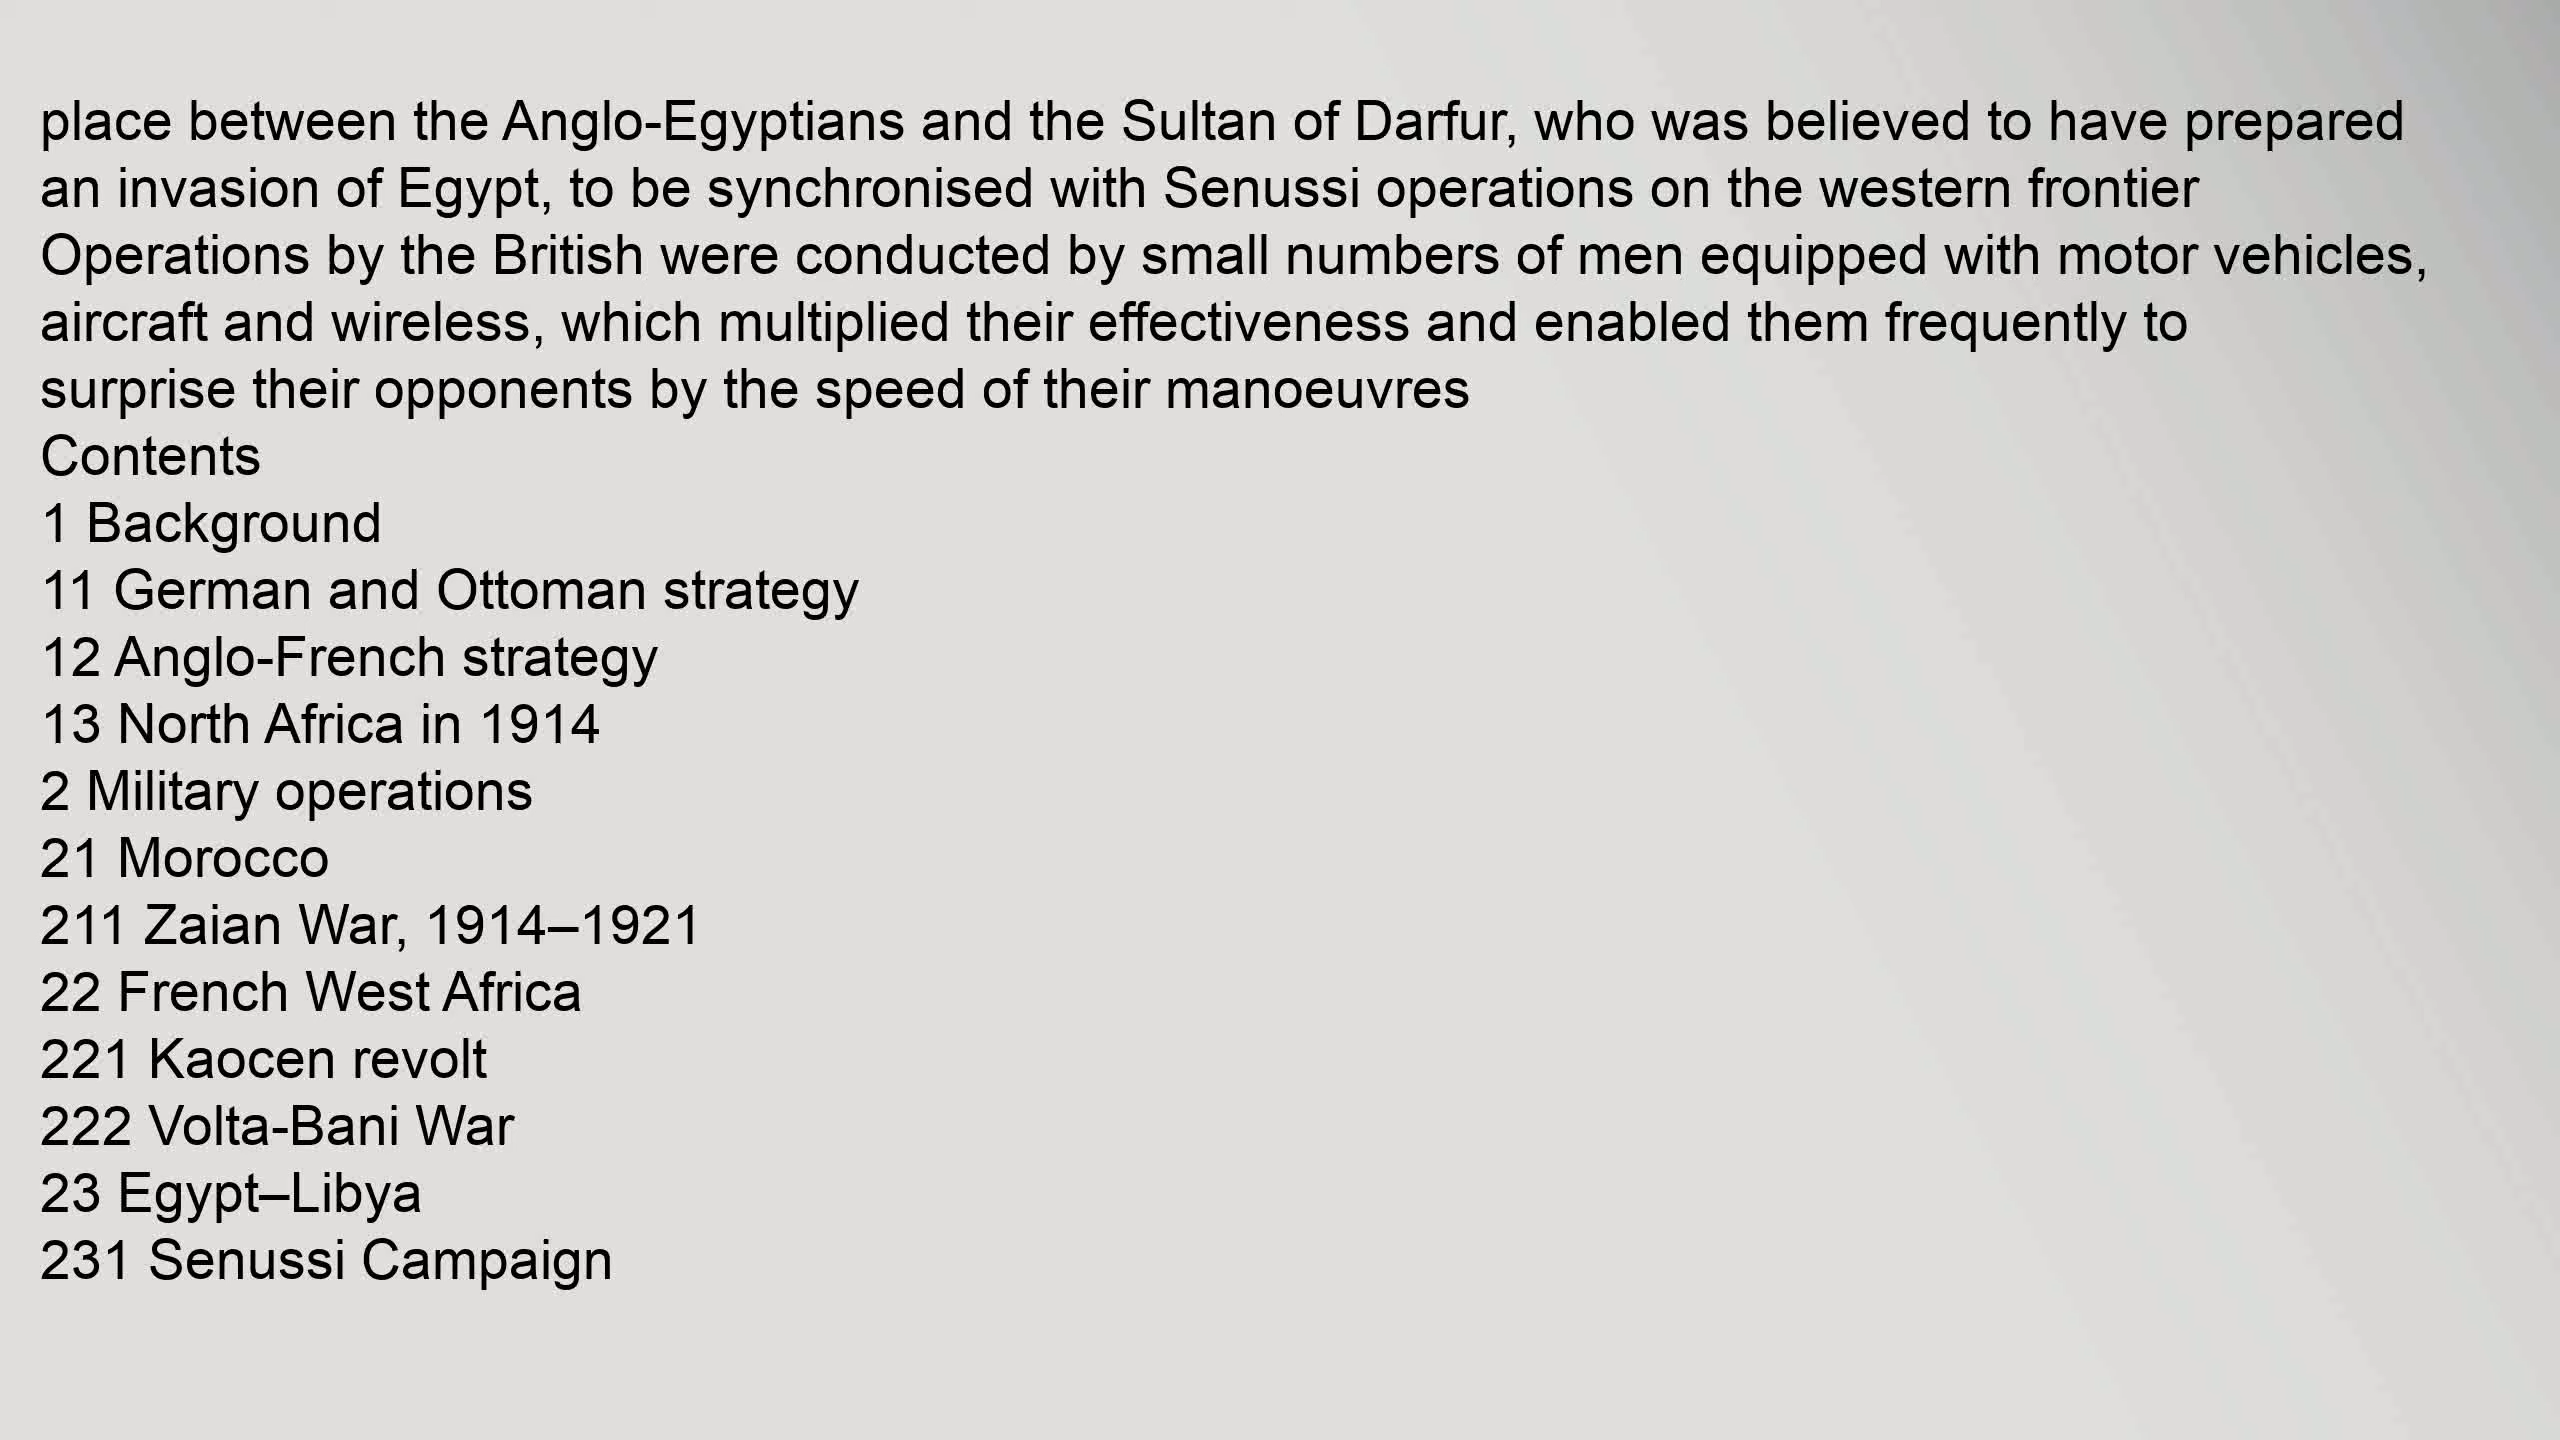 place between the Anglo-Egyptians and the Sultan of Darfur, who was believed to have prepared
an invasion of Egypt, to be synchronised with Senussi operations on the western frontier
Operations by the British were conducted by small numbers of men equipped with motor vehicles,
aircraft and wireless, which multiplied their effectiveness and enabled them frequently to
surprise their opponents by the speed of their manoeuvres
Contents
1 Background
11 German and Ottoman strategy
12 Anglo-French strategy
13 North Africa in 1914
2 Military operations
21 Morocco
211 Zaian War, 1914–1921
22 French West Africa
221 Kaocen revolt
222 Volta-Bani War
23 Egypt–Libya
231 Senussi Campaign